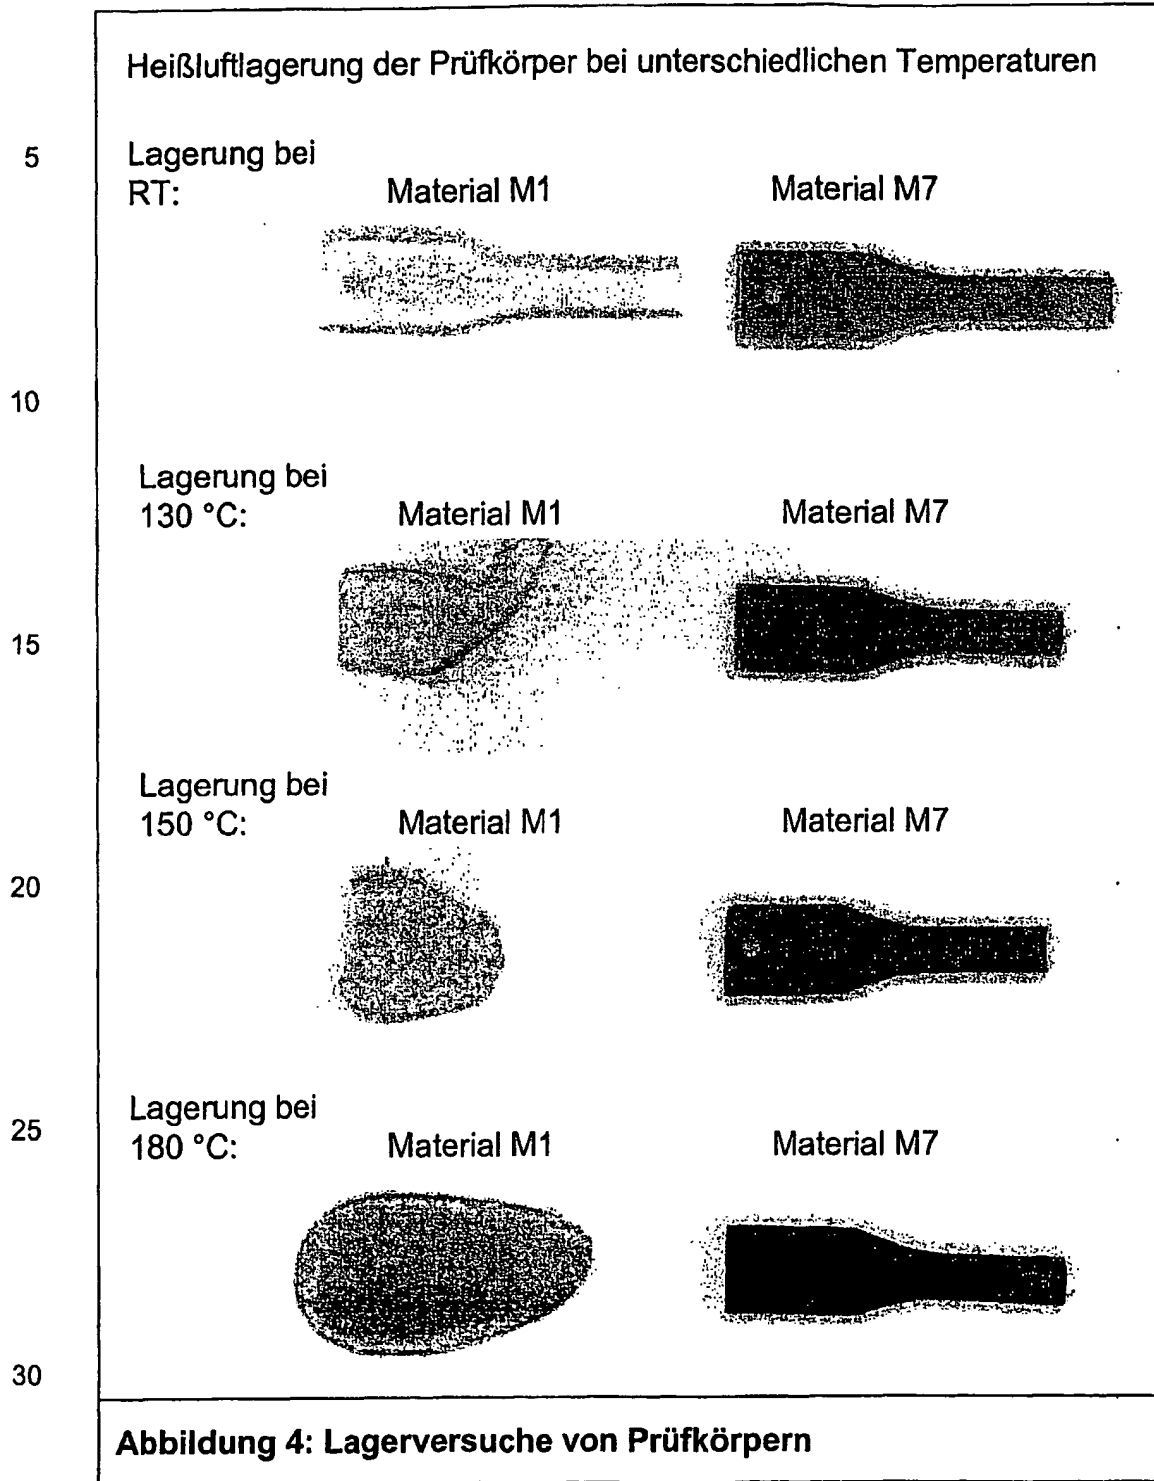 Heißluftlagerung der Prüfkörper bei unterschiedlichen Temperaturen
5 Lagerung bei
RT: Material M1 Material M7
10
Lagerung bei
130 °C: Material M1 Material M7
15
Lagerung bei
150 °C: Material M1 Material M7
20
Lagerung bei
25
180 °C: Material M1 Material M7
30
Abbildung 4: Lagerversuche von Prüfkörpern